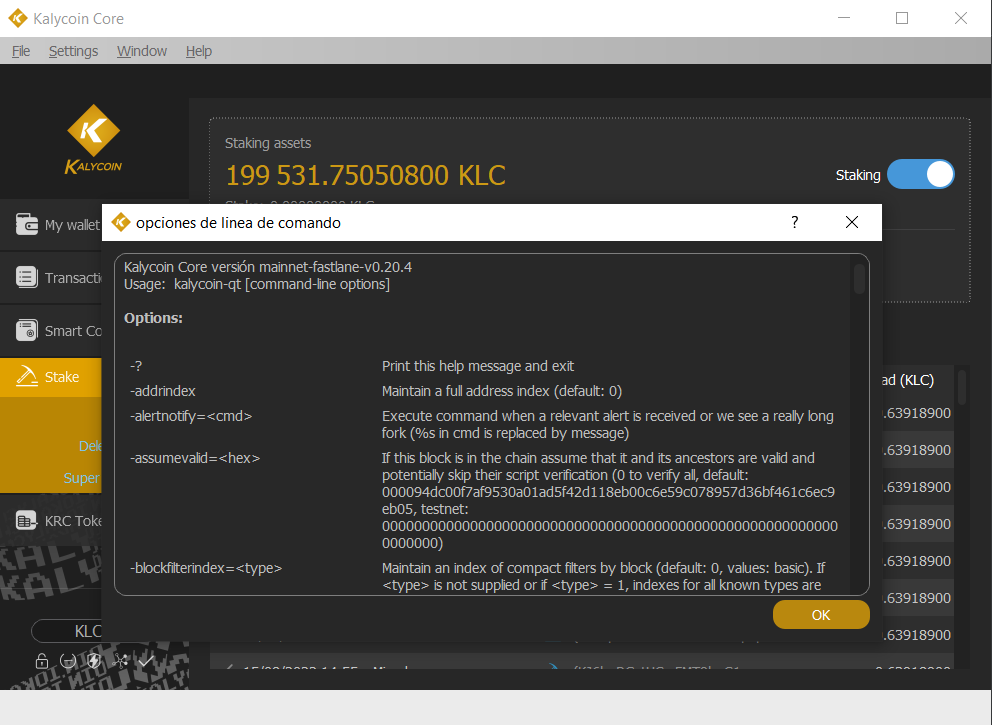 Kalycoin Core
File Settings Window Help
KALYCOIN
Staking assets
199 531.75050800 KLC
Staking
My wallet
Smart Co
Stake
Super
opciones de linea de comando
?
Kalycoin Core versión mainnet-fastlane-v0.20.4
Usage: kalycoin-qt [command-line options]
Options:
-? Print this help message and exit
-addrindex Maintain a full address index (default: 0)
-alertnotify=<cmd> Execute command when a relevant alert is received or we see a really long
fork (%s in cmd is replaced by message)
-assumevalid=<hex> If this block is in the chain assume that it and its ancestors are valid and
potentially skip their script verification (0 to verify all, default:
000094dc00f7af9530a01ad5f42d118eb00c6e59c078957d36bf461c6ec9
eb05, testnet:
000000000000000000000000000000000000000000000000000000000
0000000)
-blockfilterindex=<type> Maintain an index of compact filters by block (default: 0, values: basic). If
<type> is not supplied or if <type> = 1, indexes for all known types are
OK
ad (KLC)
.63918900
.63918900
.63918900
.63918900
.63918900
.63918900
.63918900
KLC